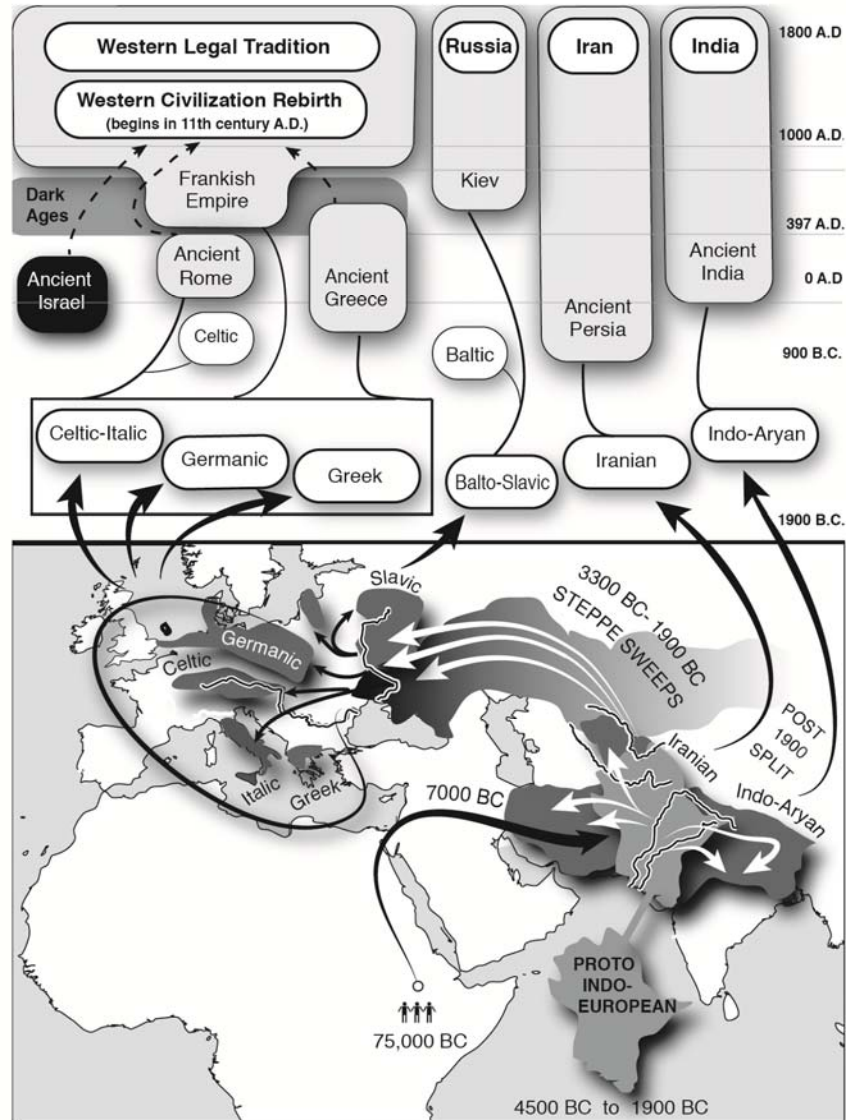 Western Legal Tradition
Western Civilization Rebirth
(begins in 11th century A.D.)
Russia
Iran
India
1800 A.D
1000 A.D.
Frankish
Empire
Kiev
Dark
Ages
397 A.D.
Ancient
Israel
Ancient
Rome
Ancient
Greece
Ancient
India
0 A.D
Ancient
Persia
Celtic
Baltic
900 B.C.
Celtic-Italic
Germanic
Greek
Balto-Slavic
Iranian
Indo-Aryan
1900 B.C.
Slavic
3300 BC- 1900 BC
STEPPE SWEEPS
Germanic
Celtic
POST
1900
SPLIT
Iranian
Indo-Aryan
Italic
Greek
7000 BC
PROTO
INDO-
EUROPEAN
75,000 BC
4500 BC to 1900 BC